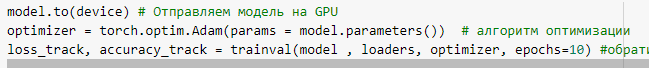 model.to(device) # Отправляем модель на GPU
optimizer = torch.optim.Adam(params = model.parameters())  # алгоритм оптимизации
loss_track, accuracy_track = trainval(model , loaders, optimizer, epochs=10) #обрати